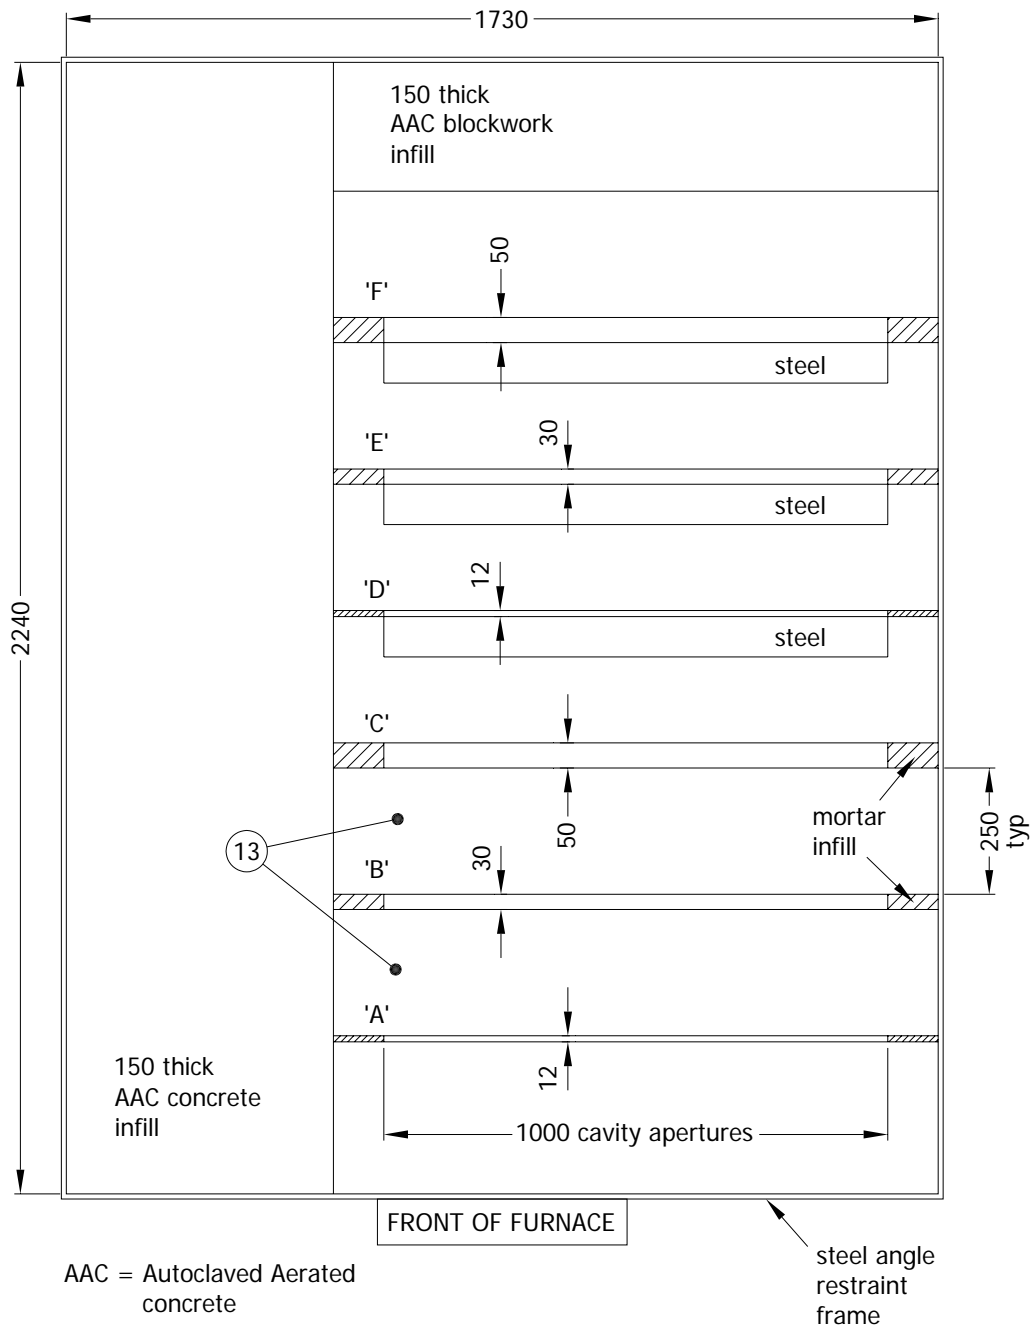 1730
150 thick
AAC blockwork
infill
50
'F'
steel
30
'E'
steel
12
'D'
2240
steel
'C'
13
50
mortar
infill
250
typ
30
'B'
'A'
12
150 thick
AAC concrete
infill
1000 cavity apertures
FRONT OF FURNACE
AAC = Autoclaved Aerated
concrete
steel angle
restraint
frame